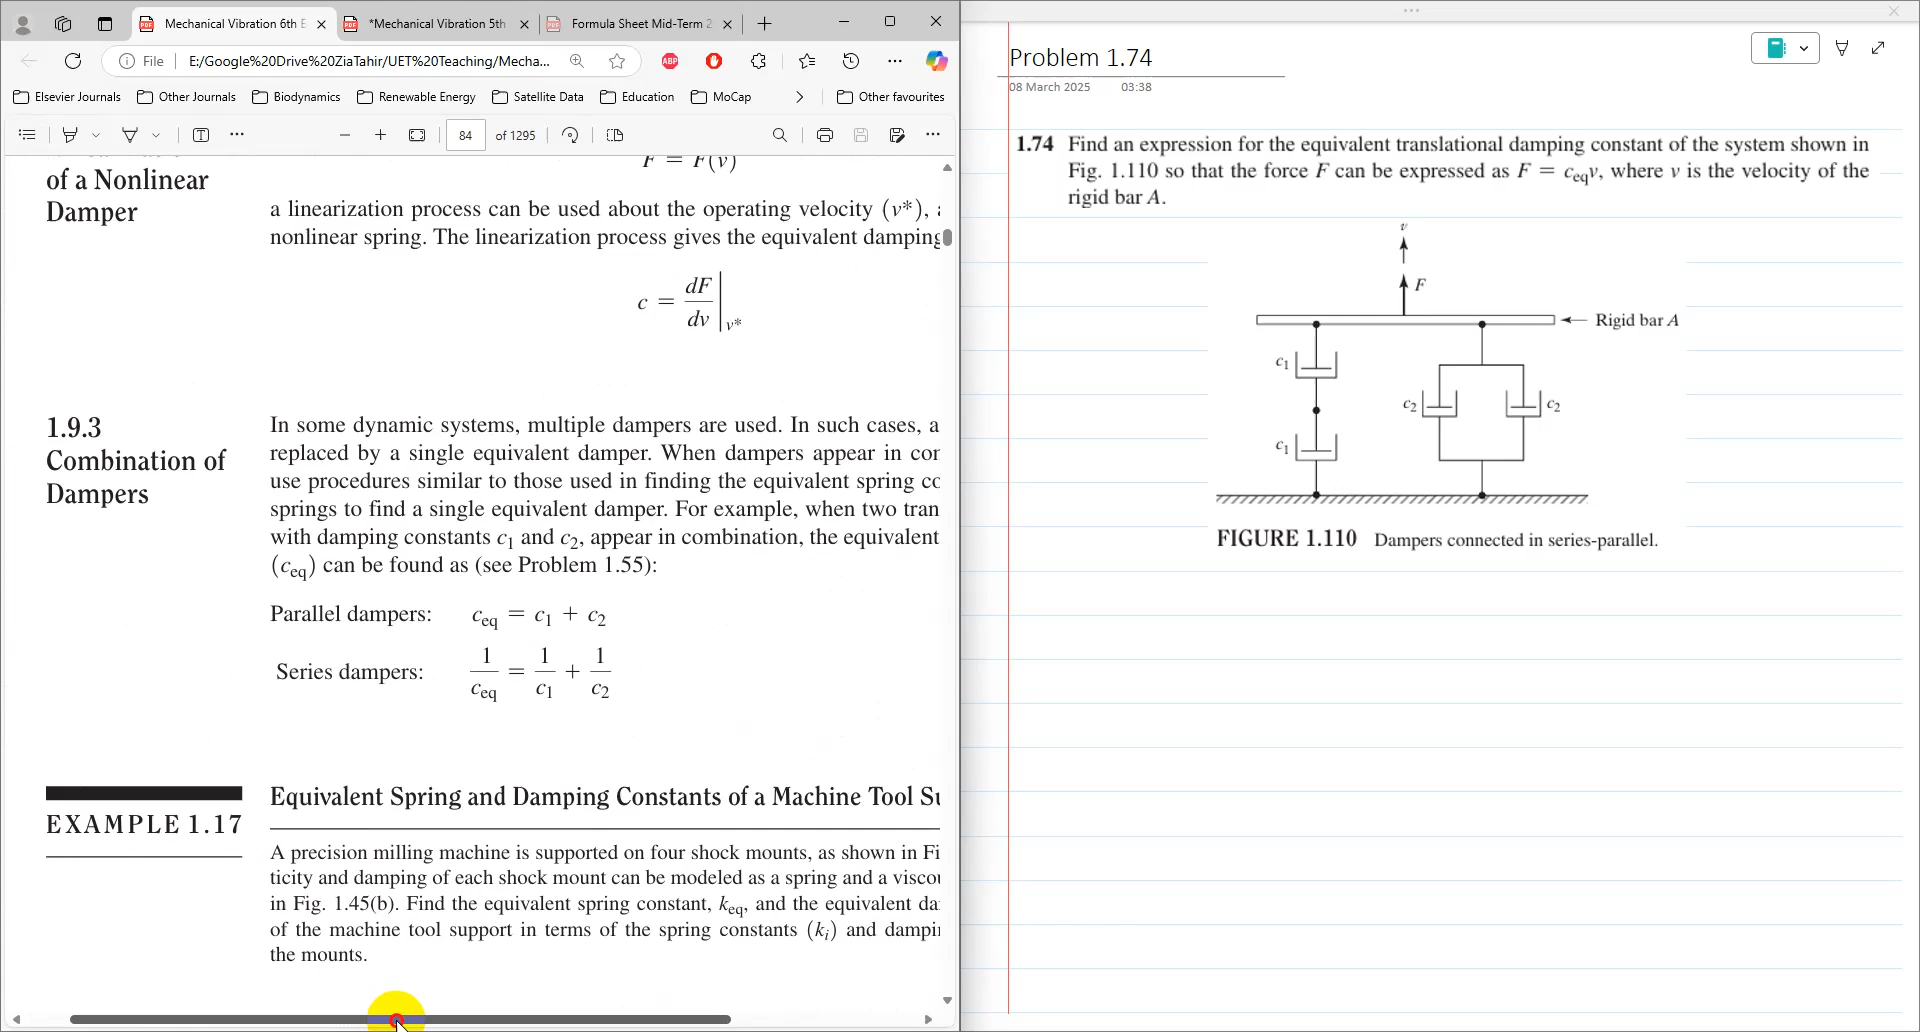 Mechanical Vibration 6th E
*Mechanical Vibration 5th
Formula Sheet Mid-Term 2
File
E:/Google%20Drive%20ZiaTahir/UET%20Teaching/Mecha...
ABP
Elsevier Journals
Other Journals
Biodynamics
Renewable Energy
Satellite Data
Education
MoCap
Other favourites
84 of 1295
of a Nonlinear
Damper
F = F(v)
a linearization process can be used about the operating velocity (v*),
nonlinear spring. The linearization process gives the equivalent damping
c = dF/dv |v*
1.9.3
Combination of
Dampers
In some dynamic systems, multiple dampers are used. In such cases, a
replaced by a single equivalent damper. When dampers appear in con
use procedures similar to those used in finding the equivalent spring co
springs to find a single equivalent damper. For example, when two tran
with damping constants c1 and c2, appear in combination, the equivalent
(ceq) can be found as (see Problem 1.55):
Parallel dampers: ceq = c1 + c2
Series dampers: 1/ceq = 1/c1 + 1/c2
EXAMPLE 1.17
Equivalent Spring and Damping Constants of a Machine Tool Su
A precision milling machine is supported on four shock mounts, as shown in Fi
ticity and damping of each shock mount can be modeled as a spring and a visco
in Fig. 1.45(b). Find the equivalent spring constant, keq, and the equivalent da
of the machine tool support in terms of the spring constants (ki) and dampi
the mounts.
Problem 1.74
08 March 2025 03:38
1.74 Find an expression for the equivalent translational damping constant of the system shown in
Fig. 1.110 so that the force F can be expressed as F = ceqv, where v is the velocity of the
rigid bar A.
v
F
Rigid bar A
c1
c2
c2
c1
FIGURE 1.110 Dampers connected in series-parallel.